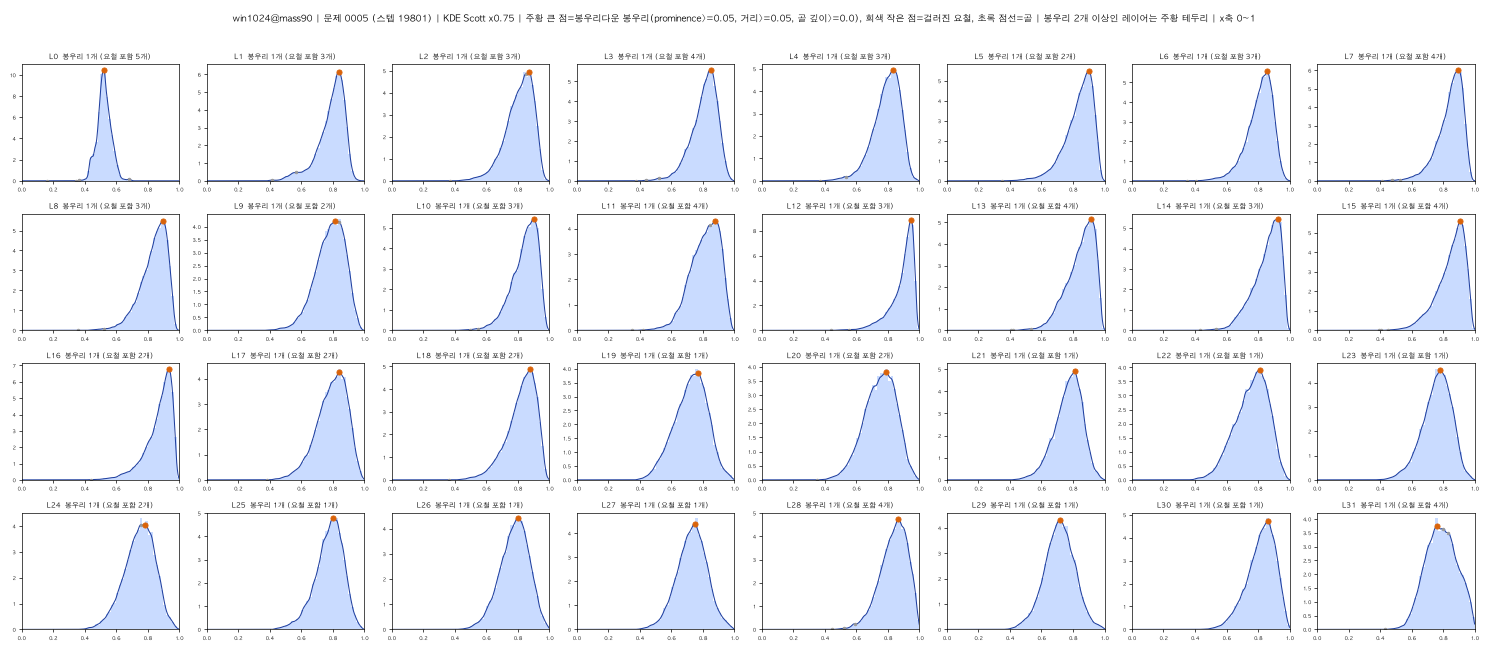 win1024@mass90 | 문제 0005 (스텝 19801) | KDE Scott x0.75 | 주황 큰 점=봉우리다운 봉우리(prominence>=0.05, 거리>=0.05, 골 깊이>=0.0), 회색 작은 점=걸러진 요철, 초록 점선=골 | 봉우리 2개 이상인 레이어는 주황 테두리 | x축 0~1
L0 봉우리 1개 (요철 포함 5개)
L1 봉우리 1개 (요철 포함 3개)
L2 봉우리 1개 (요철 포함 3개)
L3 봉우리 1개 (요철 포함 4개)
L4 봉우리 1개 (요철 포함 3개)
L5 봉우리 1개 (요철 포함 2개)
L6 봉우리 1개 (요철 포함 3개)
L7 봉우리 1개 (요철 포함 4개)
L8 봉우리 1개 (요철 포함 3개)
L9 봉우리 1개 (요철 포함 2개)
L10 봉우리 1개 (요철 포함 3개)
L11 봉우리 1개 (요철 포함 4개)
L12 봉우리 1개 (요철 포함 3개)
L13 봉우리 1개 (요철 포함 4개)
L14 봉우리 1개 (요철 포함 3개)
L15 봉우리 1개 (요철 포함 4개)
L16 봉우리 1개 (요철 포함 2개)
L17 봉우리 1개 (요철 포함 2개)
L18 봉우리 1개 (요철 포함 2개)
L19 봉우리 1개 (요철 포함 1개)
L20 봉우리 1개 (요철 포함 2개)
L21 봉우리 1개 (요철 포함 1개)
L22 봉우리 1개 (요철 포함 1개)
L23 봉우리 1개 (요철 포함 1개)
L24 봉우리 1개 (요철 포함 2개)
L25 봉우리 1개 (요철 포함 1개)
L26 봉우리 1개 (요철 포함 1개)
L27 봉우리 1개 (요철 포함 1개)
L28 봉우리 1개 (요철 포함 4개)
L29 봉우리 1개 (요철 포함 1개)
L30 봉우리 1개 (요철 포함 1개)
L31 봉우리 1개 (요철 포함 4개)
0.0 0.2 0.4 0.6 0.8 1.0